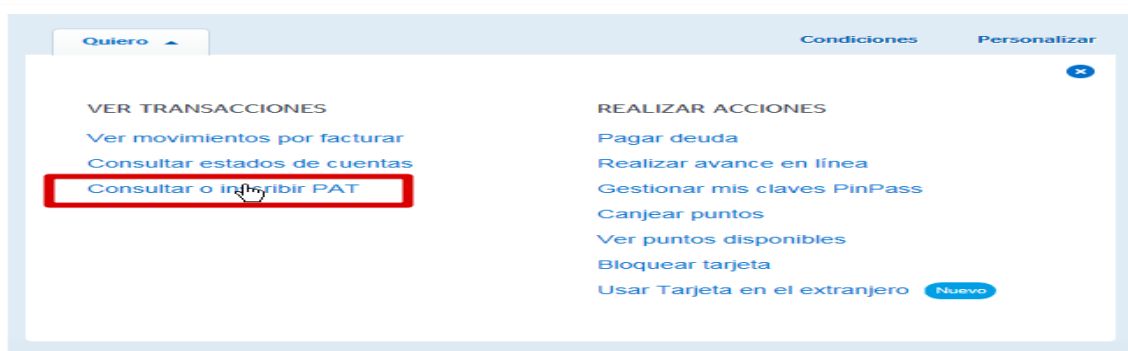 Quiero
Condiciones
Personalizar
VER TRANSACCIONES
Ver movimientos por facturar
Consultar estados de cuentas
Consultar o inscribir PAT
REALIZAR ACCIONES
Pagar deuda
Realizar avance en línea
Gestionar mis claves PinPass
Canjear puntos
Ver puntos disponibles
Bloquear tarjeta
Usar Tarjeta en el extranjero Nuevo